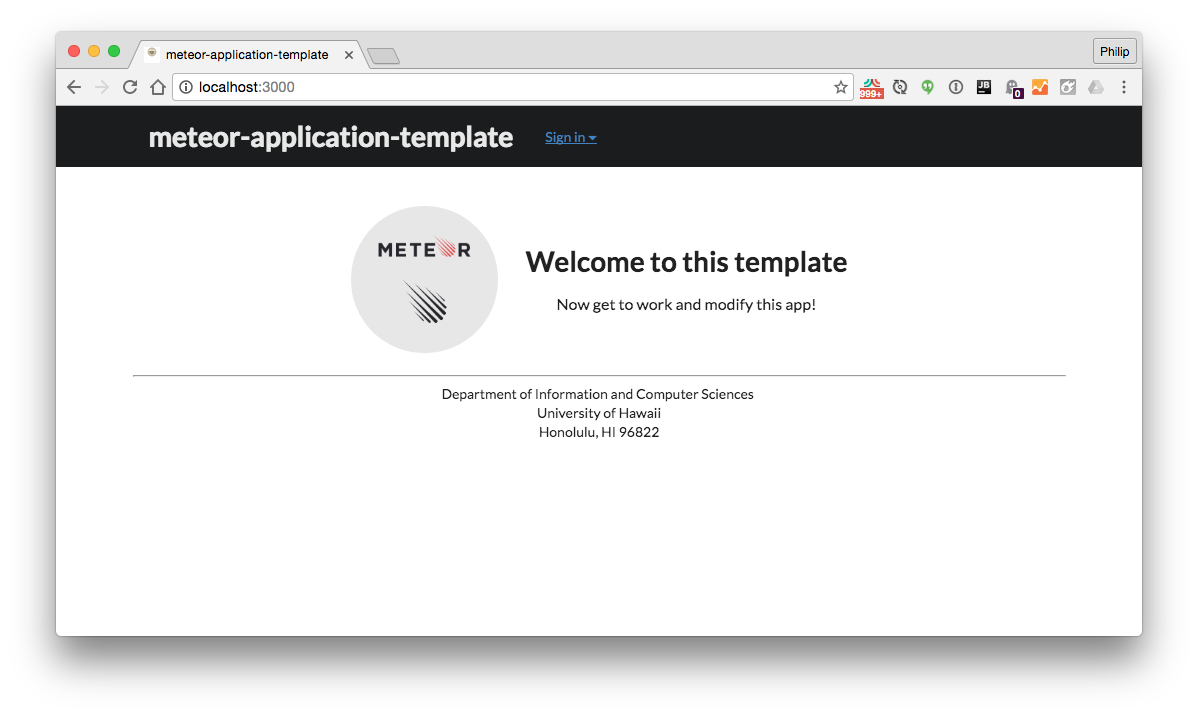 meteor-application-template
Philip
localhost:3000
999+
JB
0
meteor-application-template
Sign in
METEOR
Welcome to this template
Now get to work and modify this app!
Department of Information and Computer Sciences
University of Hawaii
Honolulu, HI 96822